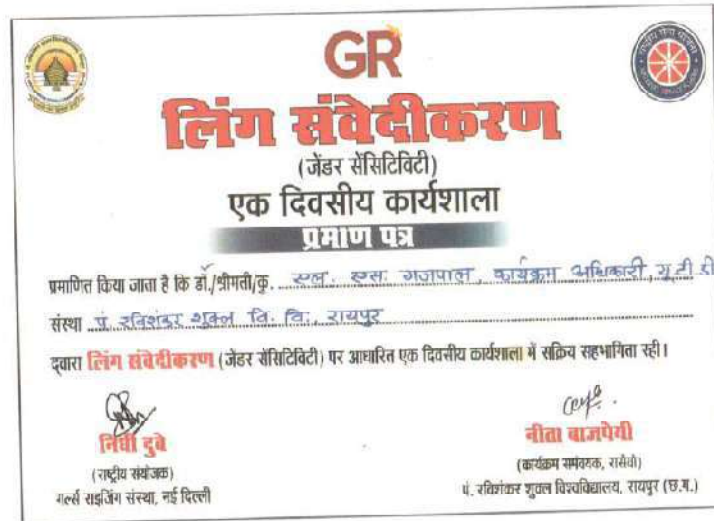 GR
लिंग संवेदीकरण
(जेंडर सेंसिटिविटी)
एक दिवसीय कार्यशाला
प्रमाण पत्र
प्रमाणित किया जाता है कि डॉ./श्रीमती/कु. एल. एस. गजपाल, कार्यक्रम अधिकारी, यू टी डी
संस्था पं रविशंकर शुक्ल वि. वि., रायपुर
द्वारा लिंग संवेदीकरण (जेंडर सेंसिटिविटी) पर आधारित एक दिवसीय कार्यशाला में सक्रिय सहभागिता रही।
निधी दुबे
(राष्ट्रीय संयोजक)
गर्ल्स राइजिंग संस्था, नई दिल्ली
नीता बाजपेयी
(कार्यक्रम समंवयक, रासेयो)
पं. रविशंकर शुक्ल विश्वविद्यालय, रायपुर (छ.ग.)